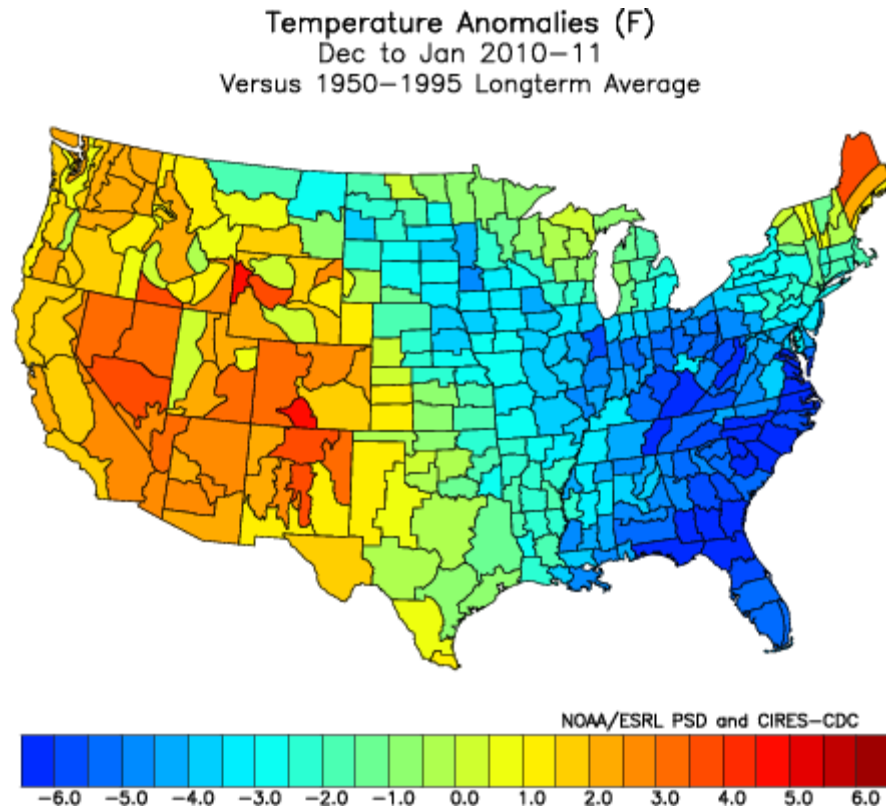 Temperature Anomalies (F)
Dec to Jan 2010-11
Versus 1950-1995 Longterm Average
NOAA/ESRL PSD and CIRES-CDC
-6.0 -5.0 -4.0 -3.0 -2.0 -1.0 0.0 1.0 2.0 3.0 4.0 5.0 6.0